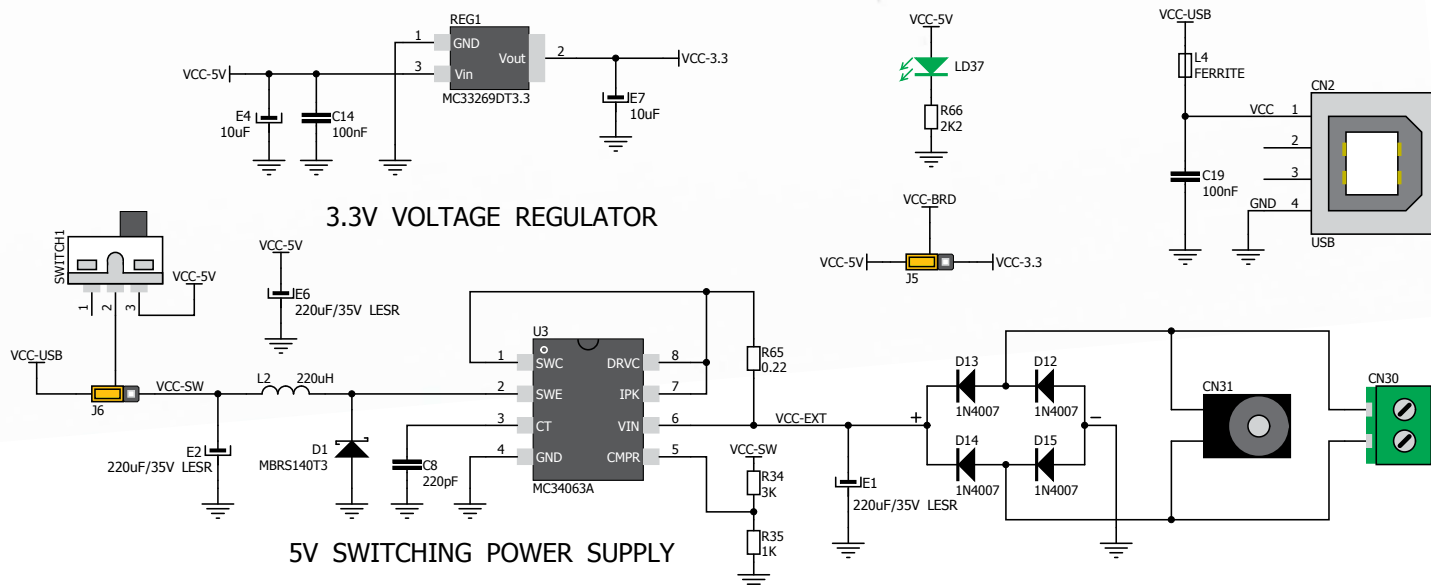 REG1
1
GND
Vout
2
VCC-3.3
VCC-5V
3
Vin
MC33269DT3.3
E4
10uF
C14
100nF
E7
10uF
3.3V VOLTAGE REGULATOR
VCC-5V
LD37
R66
2K2
VCC-USB
L4
FERRITE
CN2
VCC
1
2
3
GND
4
C19
100nF
USB
VCC-BRD
VCC-5V
VCC-3.3
J5
SWITCH1
1
2
3
VCC-5V
VCC-5V
E6
220uF/35V LESR
VCC-USB
J6
VCC-SW
L2
220uH
E2
220uF/35V LESR
D1
MBRS140T3
C8
220pF
U3
1
SWC
DRVC
8
2
SWE
IPK
7
3
CT
VIN
6
4
GND
CMPR
5
MC34063A
R65
0.22
VCC-EXT
VCC-SW
R34
3K
R35
1K
E1
220uF/35V LESR
+
D13
1N4007
D12
1N4007
–
D14
1N4007
D15
1N4007
CN31
CN30
5V SWITCHING POWER SUPPLY